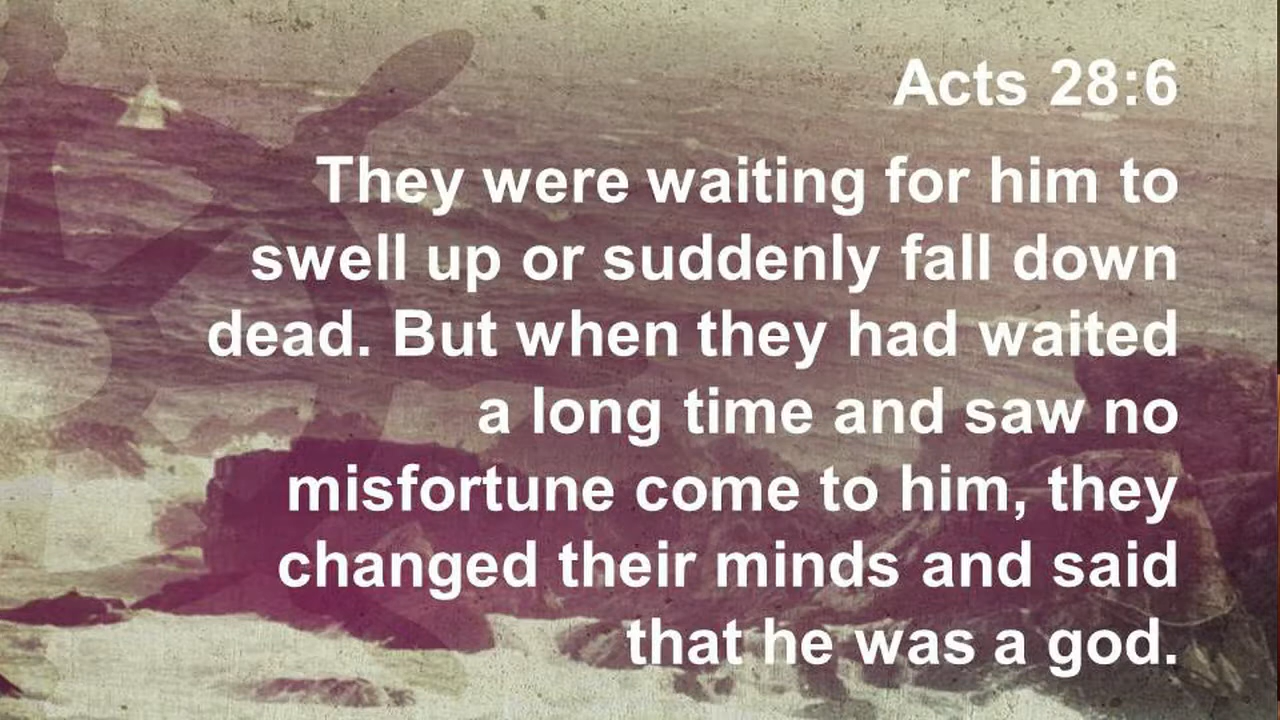 Acts 28:6
They were waiting for him to
swell up or suddenly fall down
dead. But when they had waited
a long time and saw no
misfortune come to him, they
changed their minds and said
that he was a god.